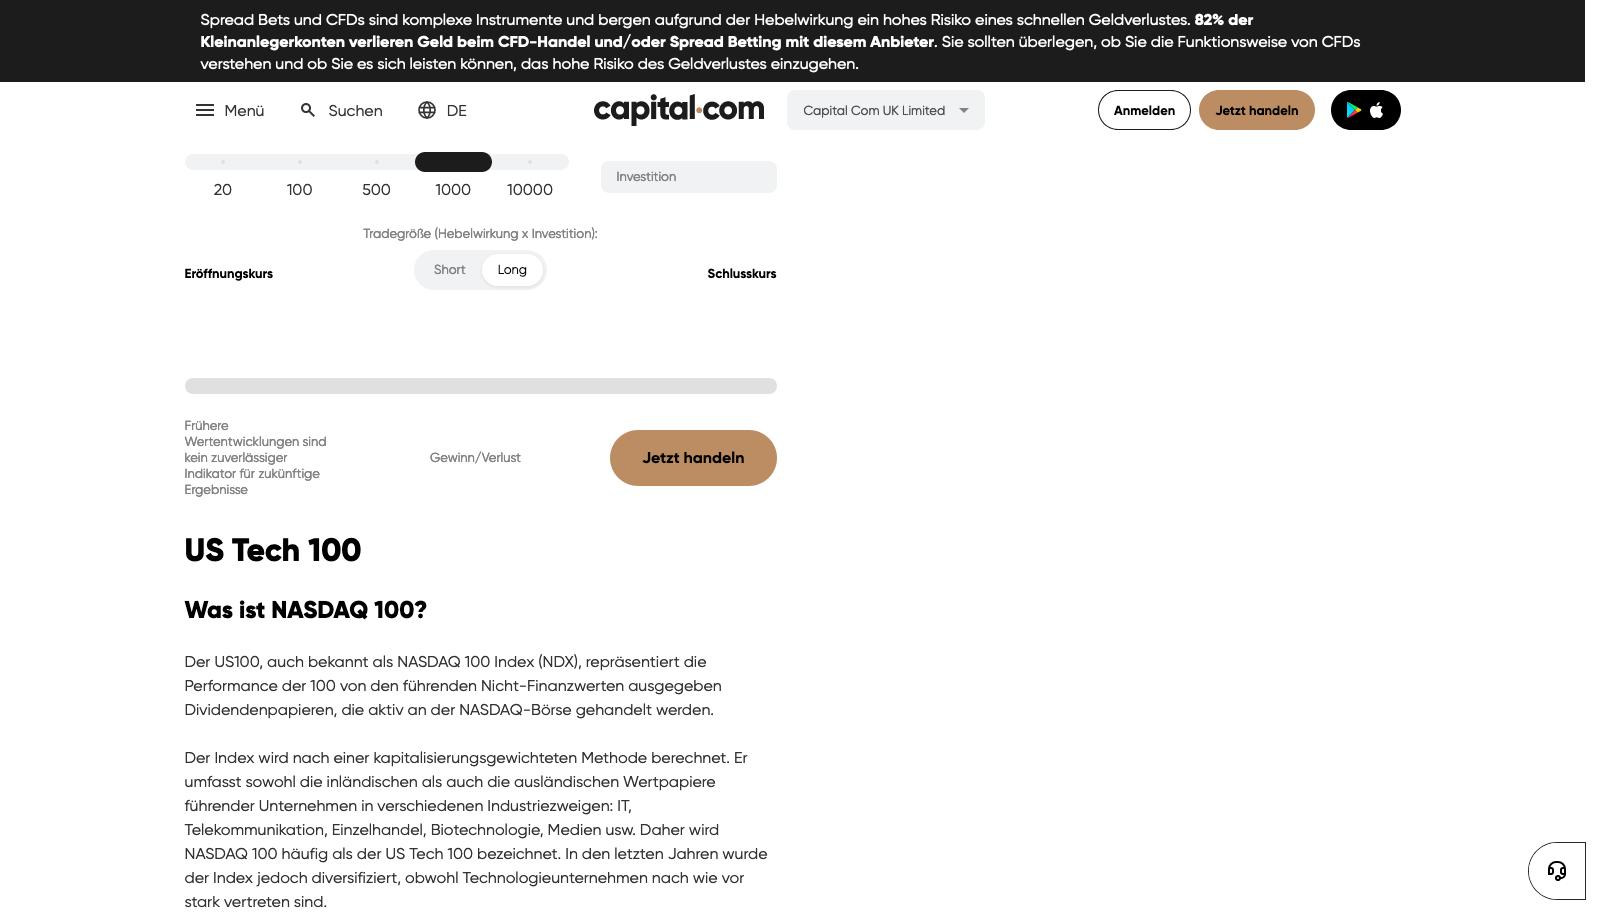 Spread Bets und CFDs sind komplexe Instrumente und bergen aufgrund der Hebelwirkung ein hohes Risiko eines schnellen Geldverlustes. 82% der
Kleinanlegerkonten verlieren Geld beim CFD-Handel und/oder Spread Betting mit diesem Anbieter. Sie sollten überlegen, ob Sie die Funktionsweise von CFDs
verstehen und ob Sie es sich leisten können, das hohe Risiko des Geldverlustes einzugehen.
Menü Suchen DE capital.com Capital Com UK Limited Anmelden Jetzt handeln
20 100 500 1000 10000
Investition
Tradegröße (Hebelwirkung x Investition):
Eröffnungskurs Short Long Schlusskurs
Frühere
Wertentwicklungen sind
kein zuverlässiger
Indikator für zukünftige
Ergebnisse
Gewinn/Verlust
Jetzt handeln
US Tech 100
Was ist NASDAQ 100?
Der US100, auch bekannt als NASDAQ 100 Index (NDX), repräsentiert die
Performance der 100 von den führenden Nicht-Finanzwerten ausgegeben
Dividendenpapieren, die aktiv an der NASDAQ-Börse gehandelt werden.
Der Index wird nach einer kapitalisierungsgewichteten Methode berechnet. Er
umfasst sowohl die inländischen als auch die ausländischen Wertpapiere
führender Unternehmen in verschiedenen Industriezweigen: IT,
Telekommunikation, Einzelhandel, Biotechnologie, Medien usw. Daher wird
NASDAQ 100 häufig als der US Tech 100 bezeichnet. In den letzten Jahren wurde
der Index jedoch diversifiziert, obwohl Technologieunternehmen nach wie vor
stark vertreten sind.